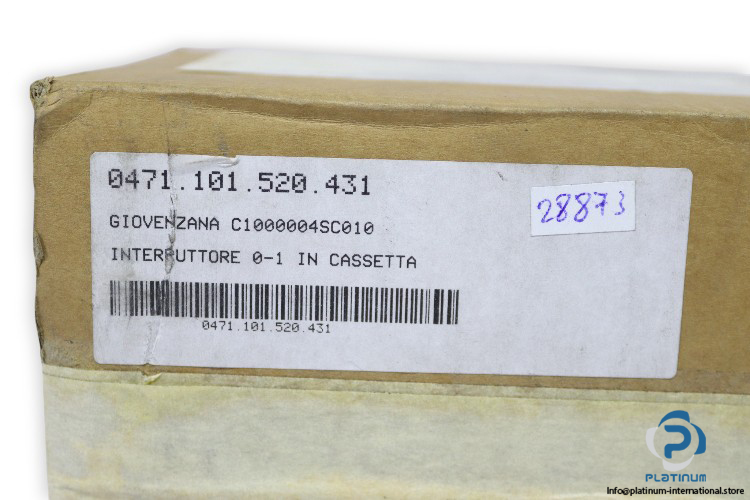 0471.101.520.431
28873
GIOVENZANA C1000004SC010
INTERRUTTORE 0-1 IN CASSETTA
0471.101.520.431
PLATINUM
Info@platinum-international.store